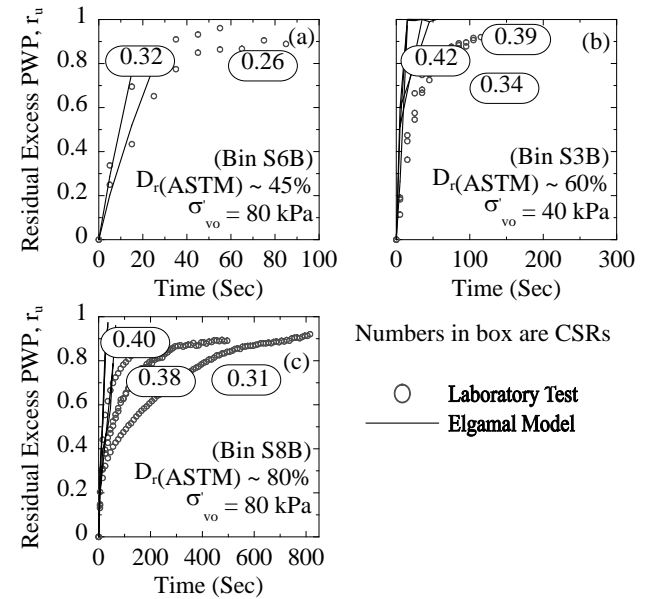 Residual Excess PWP, r_u
1
0.8
0.6
0.4
0.2
0
0.32
(a)
0.26
(Bin S6B)
D_r(ASTM) ~ 45%
σ'_vo = 80 kPa
0 20 40 60 80 100
Time (Sec)
0.39
(b)
0.42
0.34
(Bin S3B)
D_r(ASTM) ~ 60%
σ'_vo = 40 kPa
0 100 200 300
Time (Sec)
Residual Excess PWP, r_u
1
0.8
0.6
0.4
0.2
0
0.40
(c)
0.38
0.31
(Bin S8B)
D_r(ASTM) ~ 80%
σ'_vo = 80 kPa
0 200 400 600 800
Time (Sec)
Numbers in box are CSRs
Laboratory Test
Elgamal Model